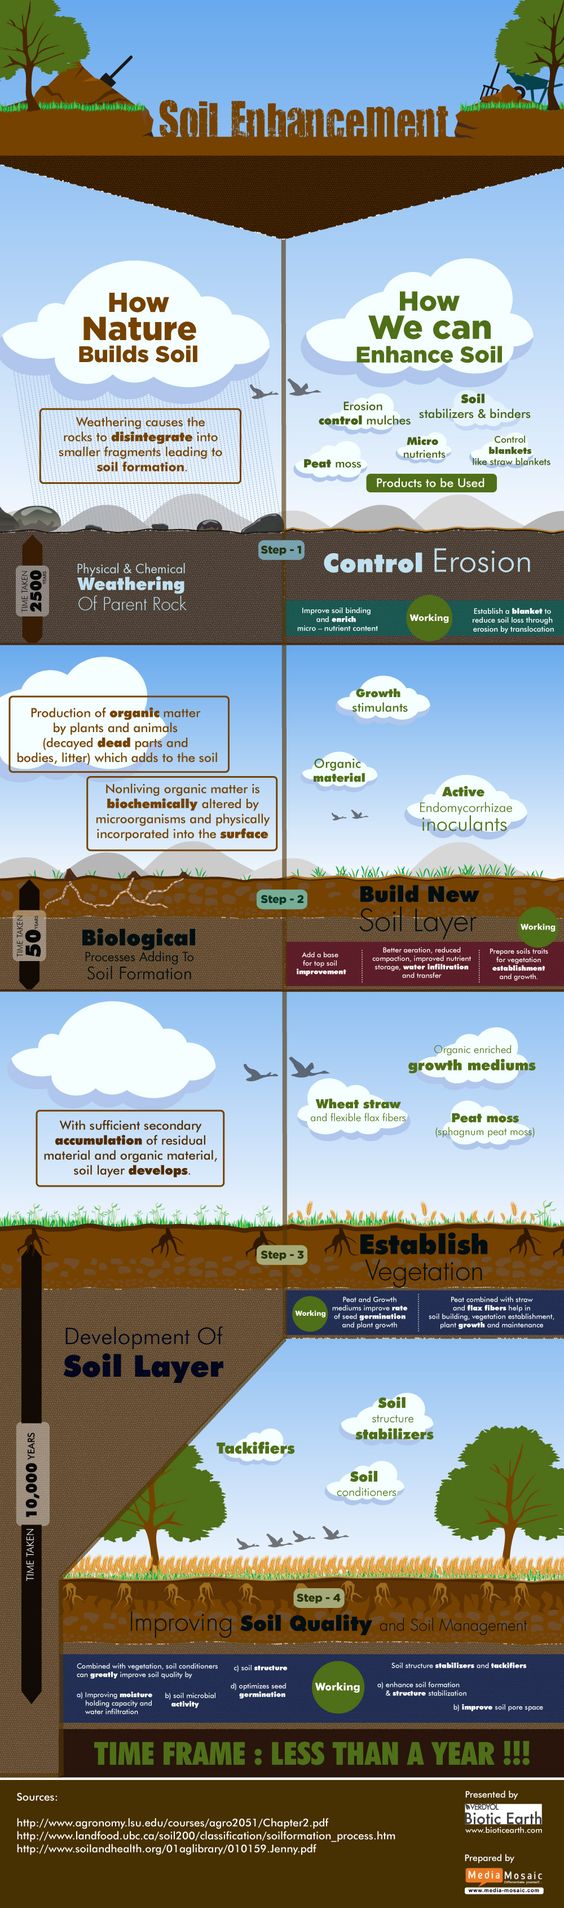 Soil Enhancement
How
Nature
Builds Soil
Weathering causes the
rocks to disintegrate into
smaller fragments leading to
soil formation.
How
We can
Enhance Soil
Erosion
control mulches
Soil
stabilizers & binders
Micro
nutrients
Control
blankets
like straw blankets
Peat moss
Products to be Used
Step - 1
TIME TAKEN
2500 YEARS
Physical & Chemical
Weathering
Of Parent Rock
Control Erosion
Improve soil binding
and enrich
micro – nutrient content
Working
Establish a blanket to
reduce soil loss through
erosion by translocation
Production of organic matter
by plants and animals
(decayed dead parts and
bodies, litter) which adds to the soil
Nonliving organic matter is
biochemically altered by
microorganisms and physically
incorporated into the surface
Growth
stimulants
Organic
material
Active
Endomycorrhizae
inoculants
Step - 2
TIME TAKEN
50 YEARS
Biological
Processes Adding To
Soil Formation
Build New
Soil Layer
Working
Add a base
for top soil
improvement
Better aeration, reduced
compaction, improved nutrient
storage, water infiltration
and transfer
Prepare soils traits
for vegetation
establishment
and growth.
With sufficient secondary
accumulation of residual
material and organic material,
soil layer develops.
Organic enriched
growth mediums
Wheat straw
and flexible flax fibers
Peat moss
(sphagnum peat moss)
Step - 3
Establish
Vegetation
Working
Peat and Growth
mediums improve rate
of seed germination
and plant growth
Peat combined with straw
and flax fibers help in
soil building, vegetation establishment,
plant growth and maintenance
Development Of
Soil Layer
TIME TAKEN 10,000 YEARS
Soil
structure
stabilizers
Tackifiers
Soil
conditioners
Step - 4
Improving Soil Quality and Soil Management
Combined with vegetation, soil conditioners
can greatly improve soil quality by
a) Improving moisture
holding capacity and
water infiltration
b) soil microbial
activity
c) soil structure
d) optimizes seed
germination
Working
Soil structure stabilizers and tackifiers
a) enhance soil formation
& structure stabilization
b) improve soil pore space
TIME FRAME : LESS THAN A YEAR !!!
Sources:
http://www.agronomy.lsu.edu/courses/agro2051/Chapter2.pdf
http://www.landfood.ubc.ca/soil200/classification/soilformation_process.htm
http://www.soilandhealth.org/01aglibrary/010159.Jenny.pdf
Presented by
VERDYOL
Biotic Earth
www.bioticearth.com
Prepared by
Media Mosaic
www.media-mosaic.com